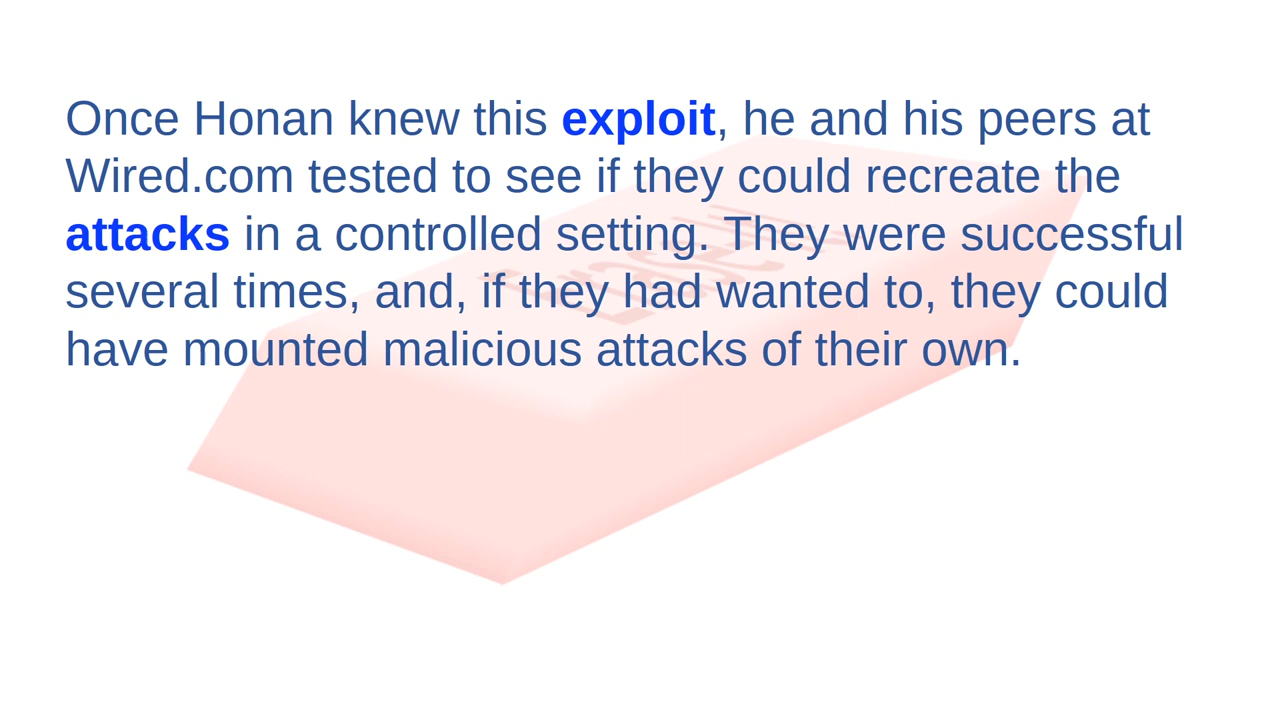 Once Honan knew this exploit, he and his peers at
Wired.com tested to see if they could recreate the
attacks in a controlled setting. They were successful
several times, and, if they had wanted to, they could
have mounted malicious attacks of their own.